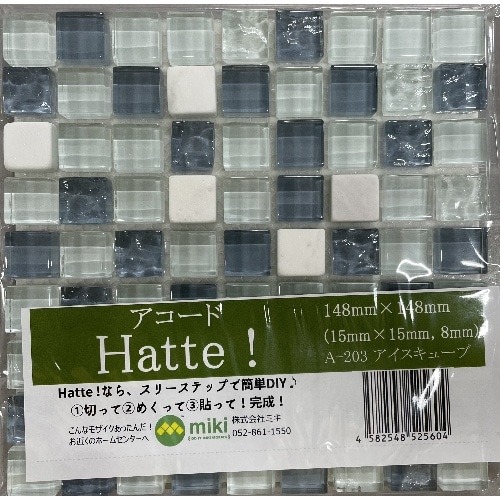 アコード
Hatte!
148mm×148mm
(15mm×15mm, 8mm)
A-203 アイスキューブ
Hatte!なら、スリーステップで簡単DIY♪
①切って②めくって③貼って!完成!
こんなモザイクあったんだ!
お近くのホームセンターへ
miki
株式会社ミキ
052-861-1550
4 582548 525604